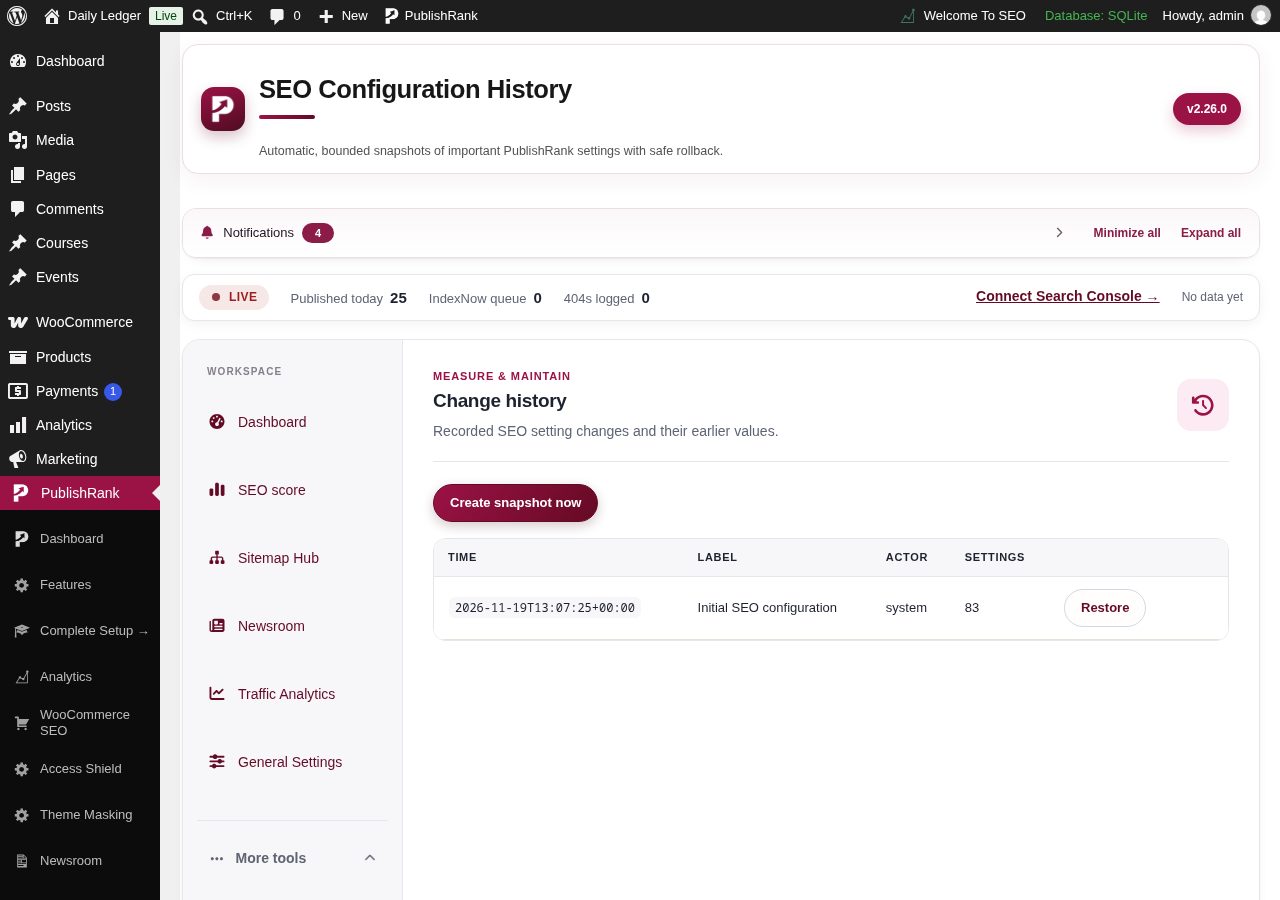 Daily Ledger Live Ctrl+K 0 New PublishRank Welcome To SEO Database: SQLite Howdy, admin
Dashboard
Posts
Media
Pages
Comments
Courses
Events
WooCommerce
Products
Payments 1
Analytics
Marketing
PublishRank
Dashboard
Features
Complete Setup →
Analytics
WooCommerce
SEO
Access Shield
Theme Masking
Newsroom
SEO Configuration History
Automatic, bounded snapshots of important PublishRank settings with safe rollback.
v2.26.0
Notifications 4 Minimize all Expand all
LIVE Published today 25 IndexNow queue 0 404s logged 0 Connect Search Console → No data yet
WORKSPACE
Dashboard
SEO score
Sitemap Hub
Newsroom
Traffic Analytics
General Settings
More tools
MEASURE & MAINTAIN
Change history
Recorded SEO setting changes and their earlier values.
Create snapshot now
TIME LABEL ACTOR SETTINGS
2026-11-19T13:07:25+00:00 Initial SEO configuration system 83 Restore